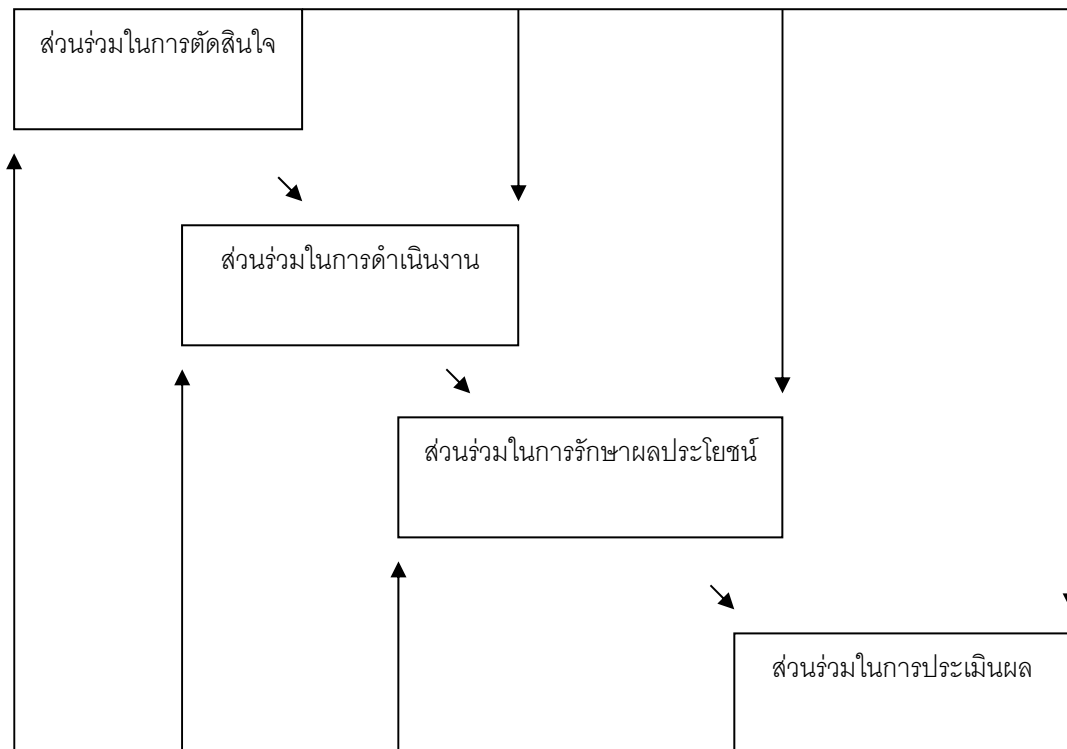 ส่วนร่วมในการตัดสินใจ
ส่วนร่วมในการดำเนินงาน
ส่วนร่วมในการรักษาผลประโยชน์
ส่วนร่วมในการประเมินผล